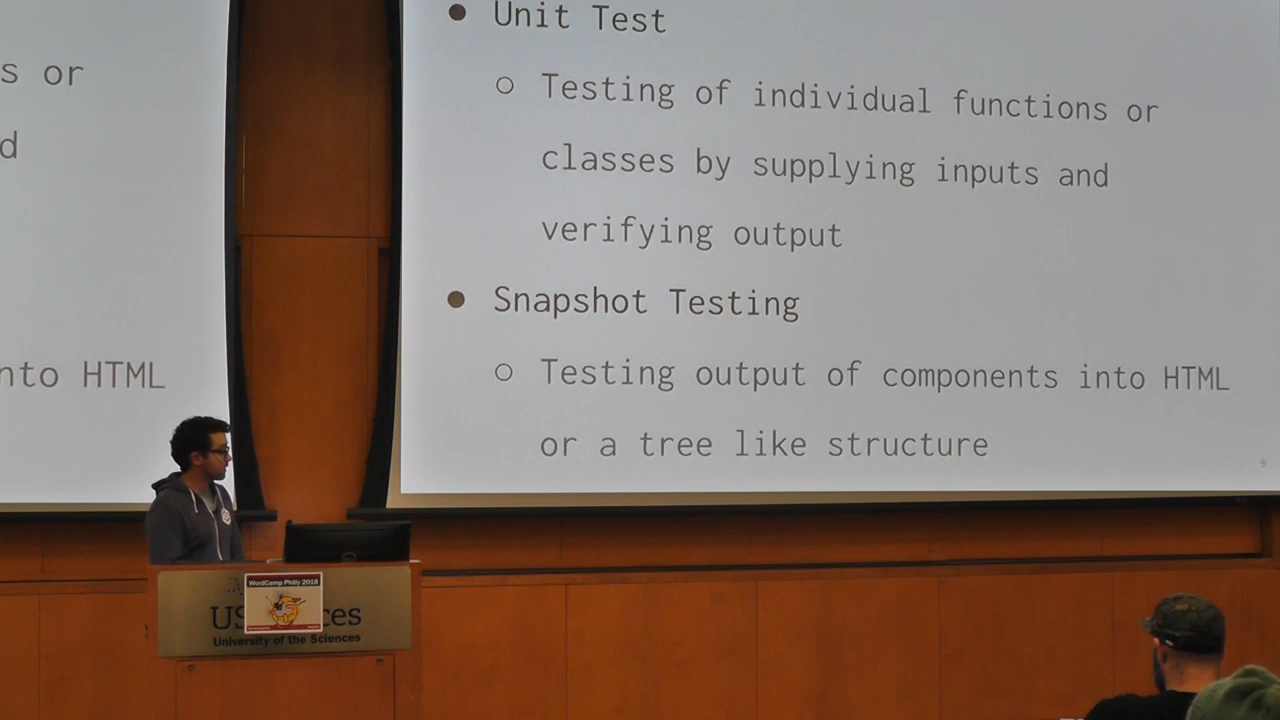 s or
d
nto HTML
● Unit Test
○ Testing of individual functions or
classes by supplying inputs and
verifying output
● Snapshot Testing
○ Testing output of components into HTML
or a tree like structure
9
WordCamp Philly 2018
US ces
University of the Sciences